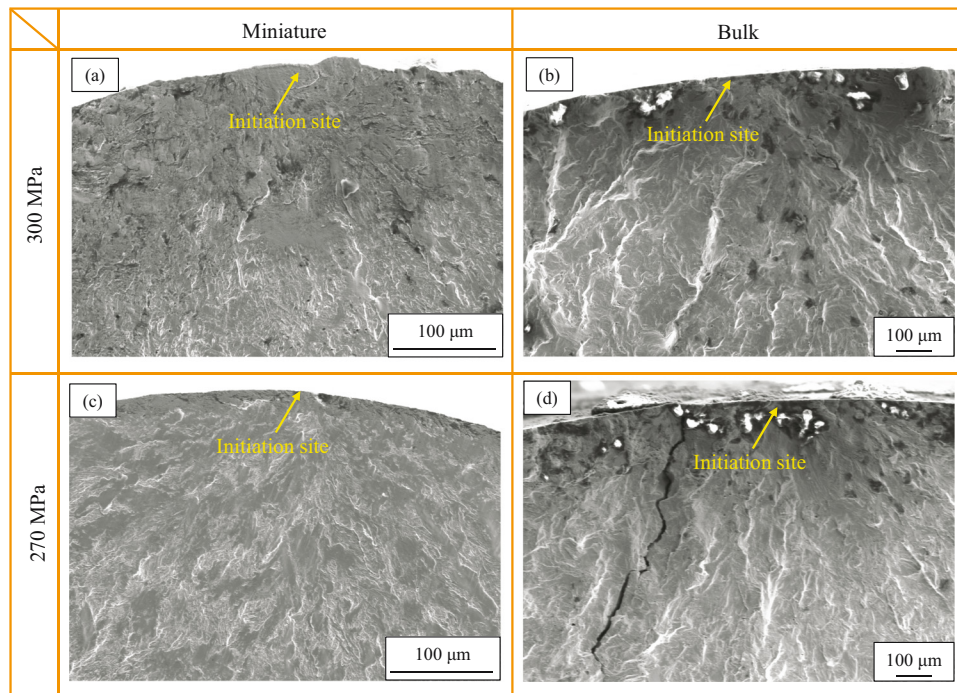 Miniature
Bulk
300 MPa
(a)
Initiation site
100 μm
(b)
Initiation site
100 μm
270 MPa
(c)
Initiation site
100 μm
(d)
Initiation site
100 μm